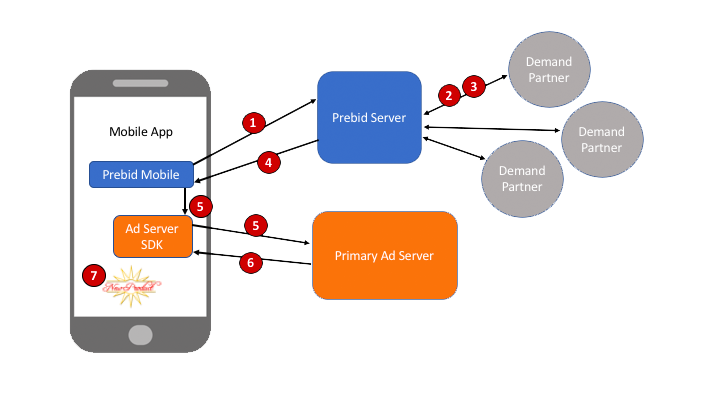 Demand
Partner
2
3
1
Prebid Server
Mobile App
Demand
Partner
4
Prebid Mobile
Demand
Partner
5
Ad Server
SDK
5
Primary Ad Server
6
7
New Product